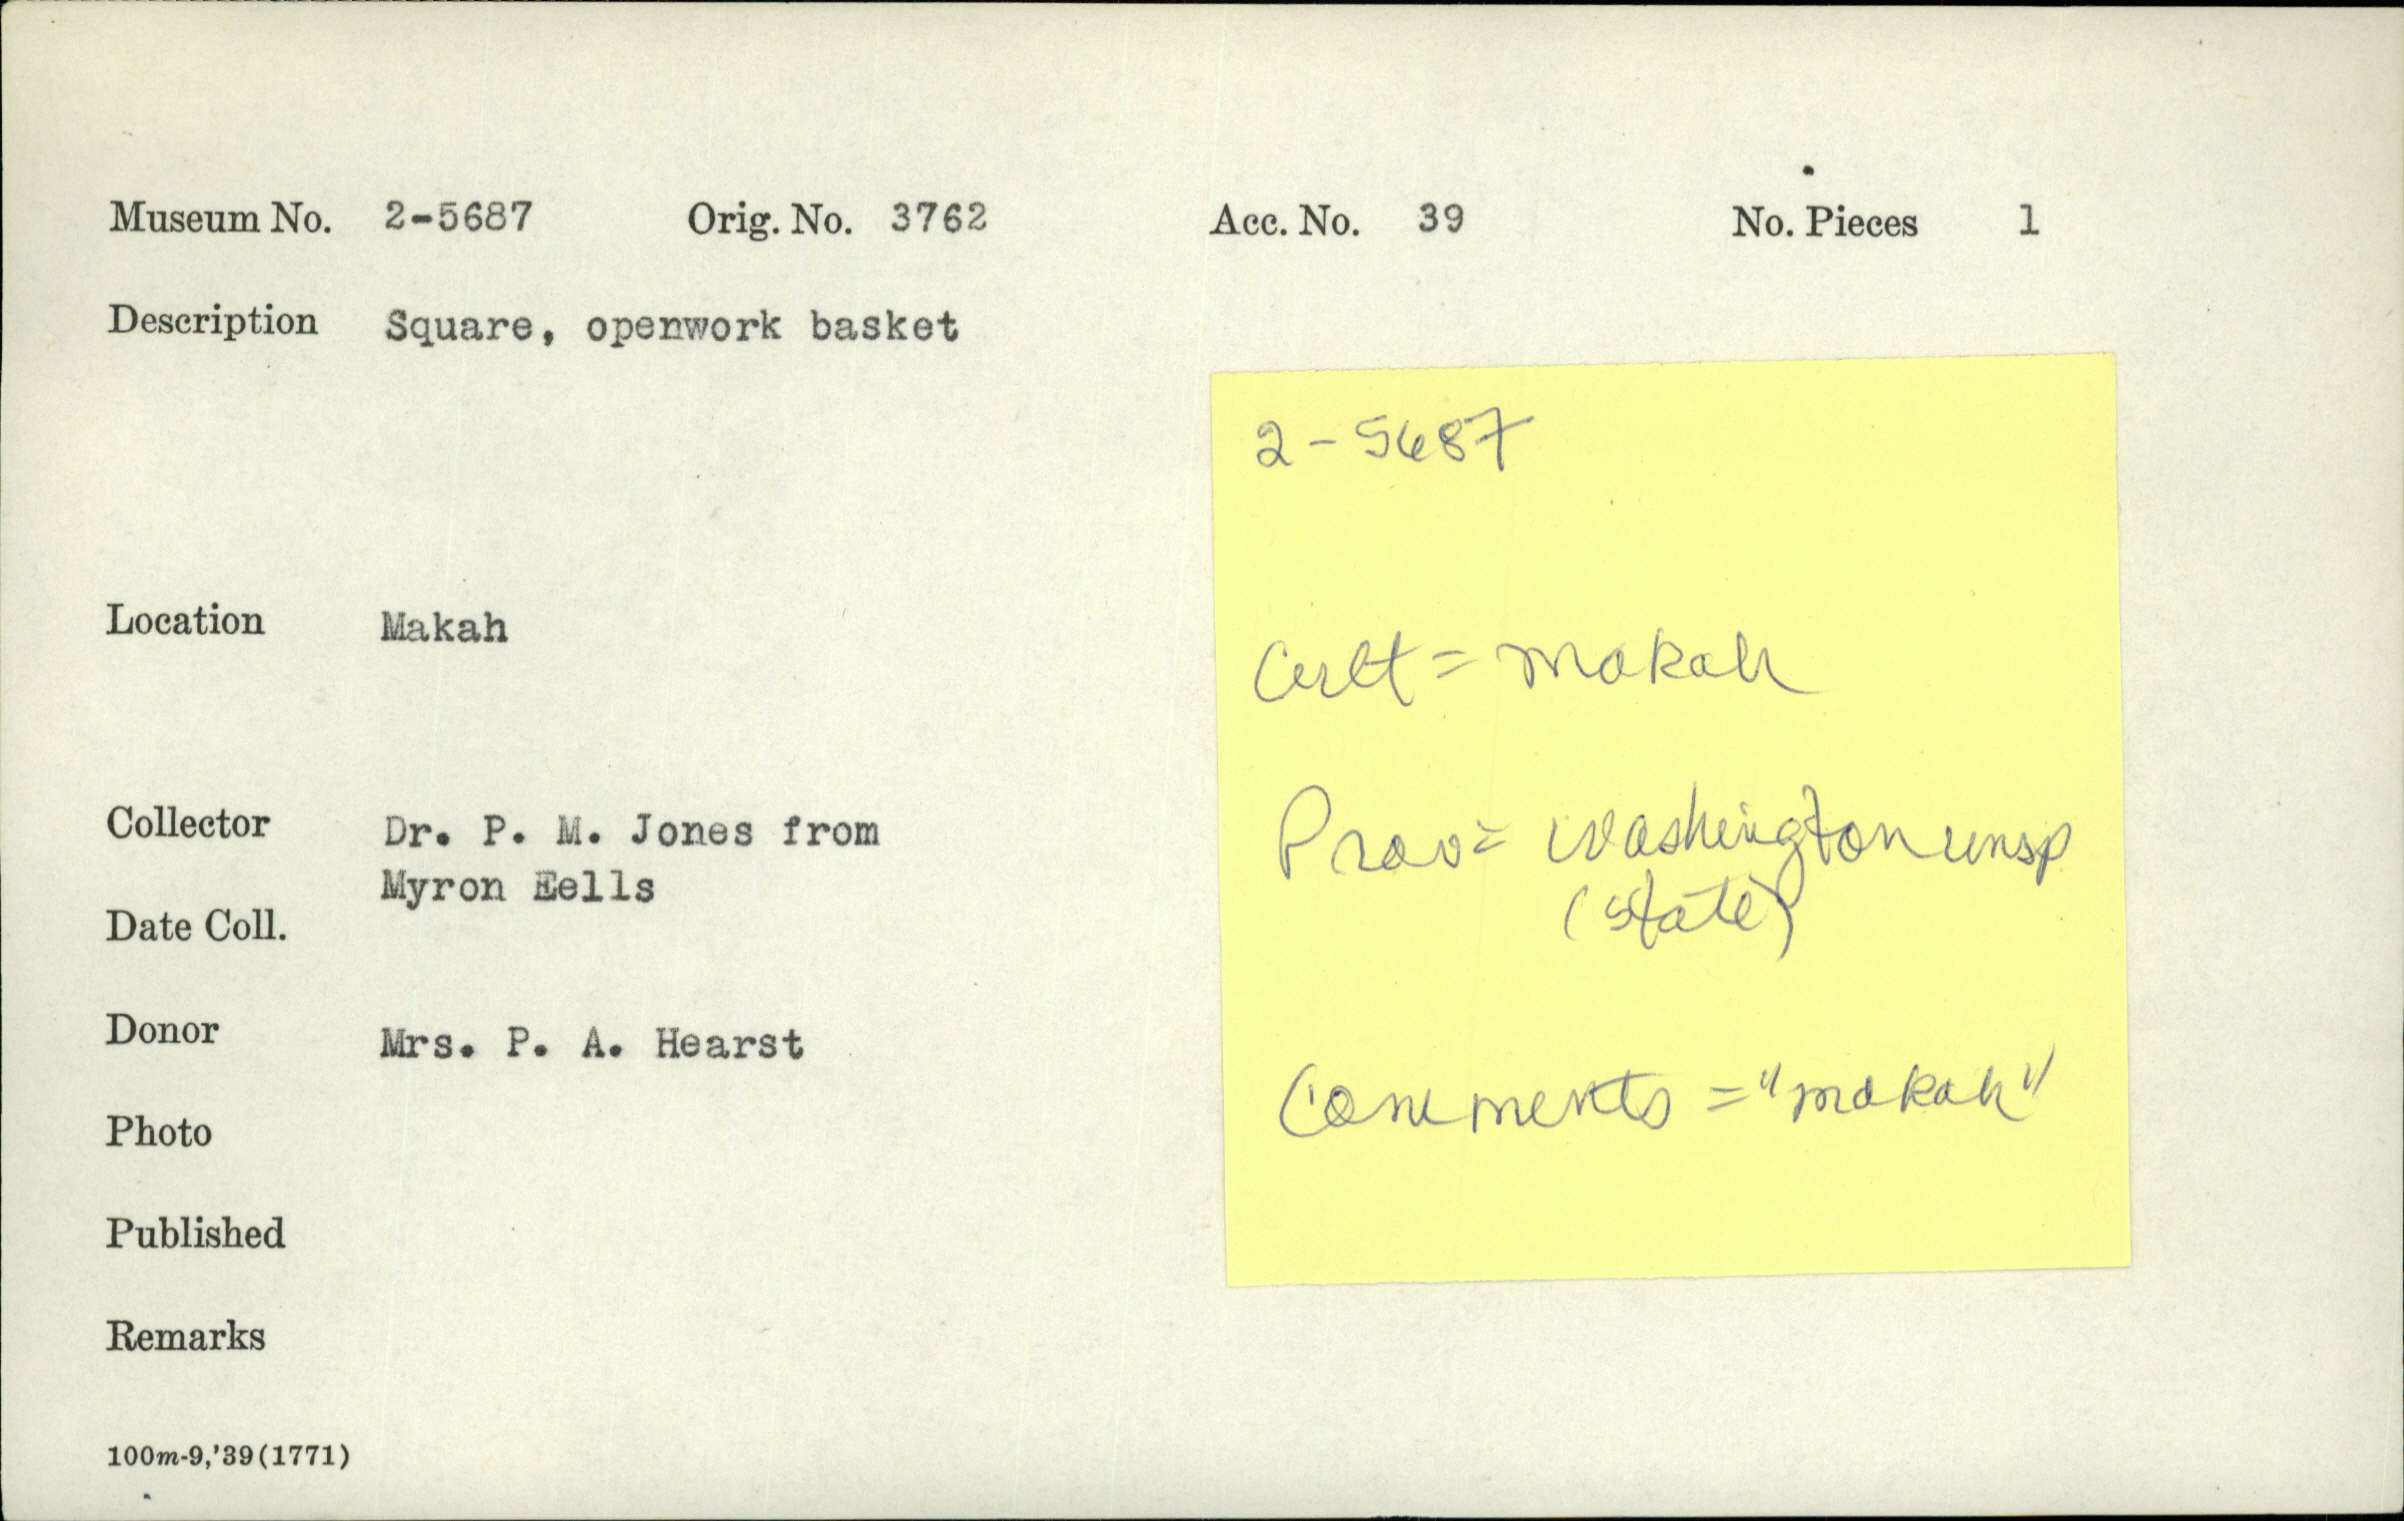 Museum No. 2-5687 Orig. No. 3762 Acc. No. 39 No. Pieces 1
Description Square, openwork basket
2-5687
Location Makah
Cult = Makah
Collector Dr. P. M. Jones from
Myron Eells
Prov = Washington unsp
(state)
Date Coll.
Donor Mrs. P. A. Hearst
Comments = "Makah"
Photo
Published
Remarks
100m-9,'39(1771)